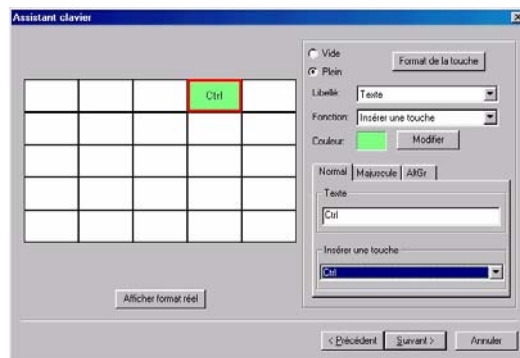 Assistant clavier
Ctrl
Afficher format réel
Vide
Plein
Format de la touche
Libellé: Texte
Fonction: Insérer une touche
Couleur: Modifier
Normal Majuscule AltGr
Texte
Ctrl
Insérer une touche
Ctrl
< Précédent Suivant > Annuler